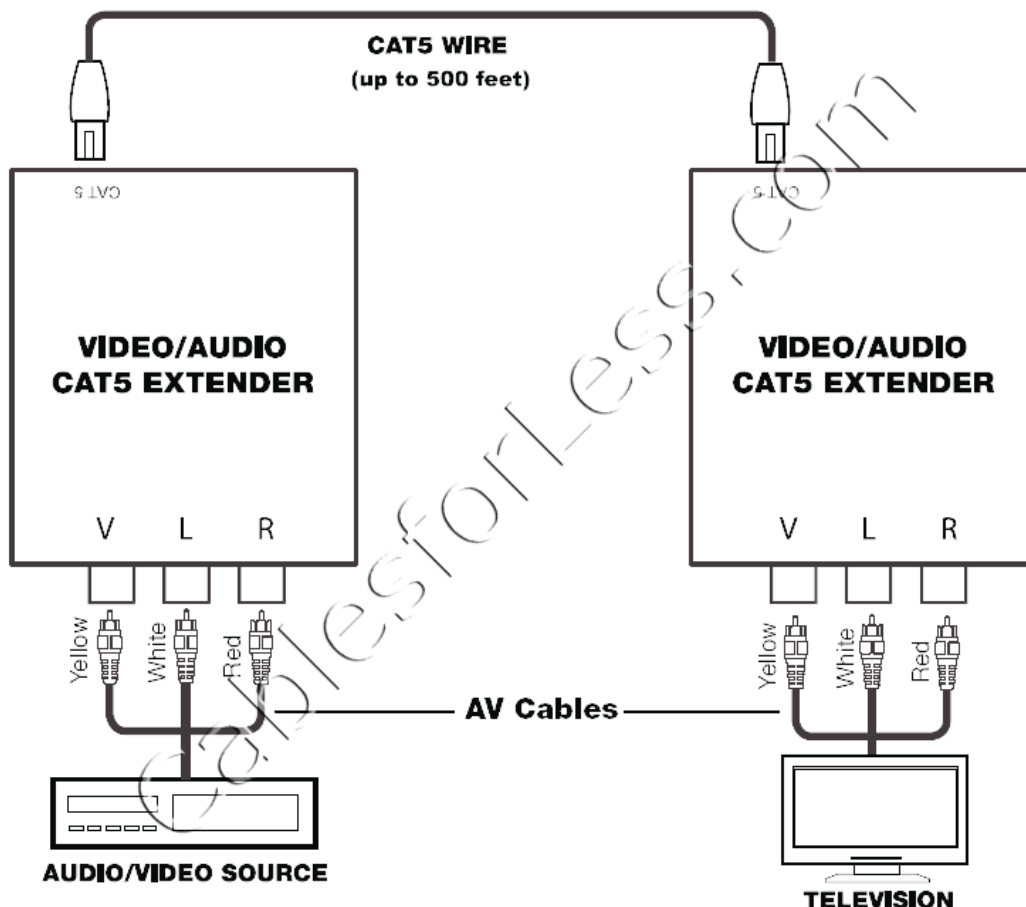 CAT5 WIRE
(up to 500 feet)
CAT 5
CAT 5
VIDEO/AUDIO
CAT5 EXTENDER
VIDEO/AUDIO
CAT5 EXTENDER
V L R
V L R
Yellow
White
Red
Yellow
White
Red
AV Cables
AUDIO/VIDEO SOURCE
TELEVISION
CablesforLess.com